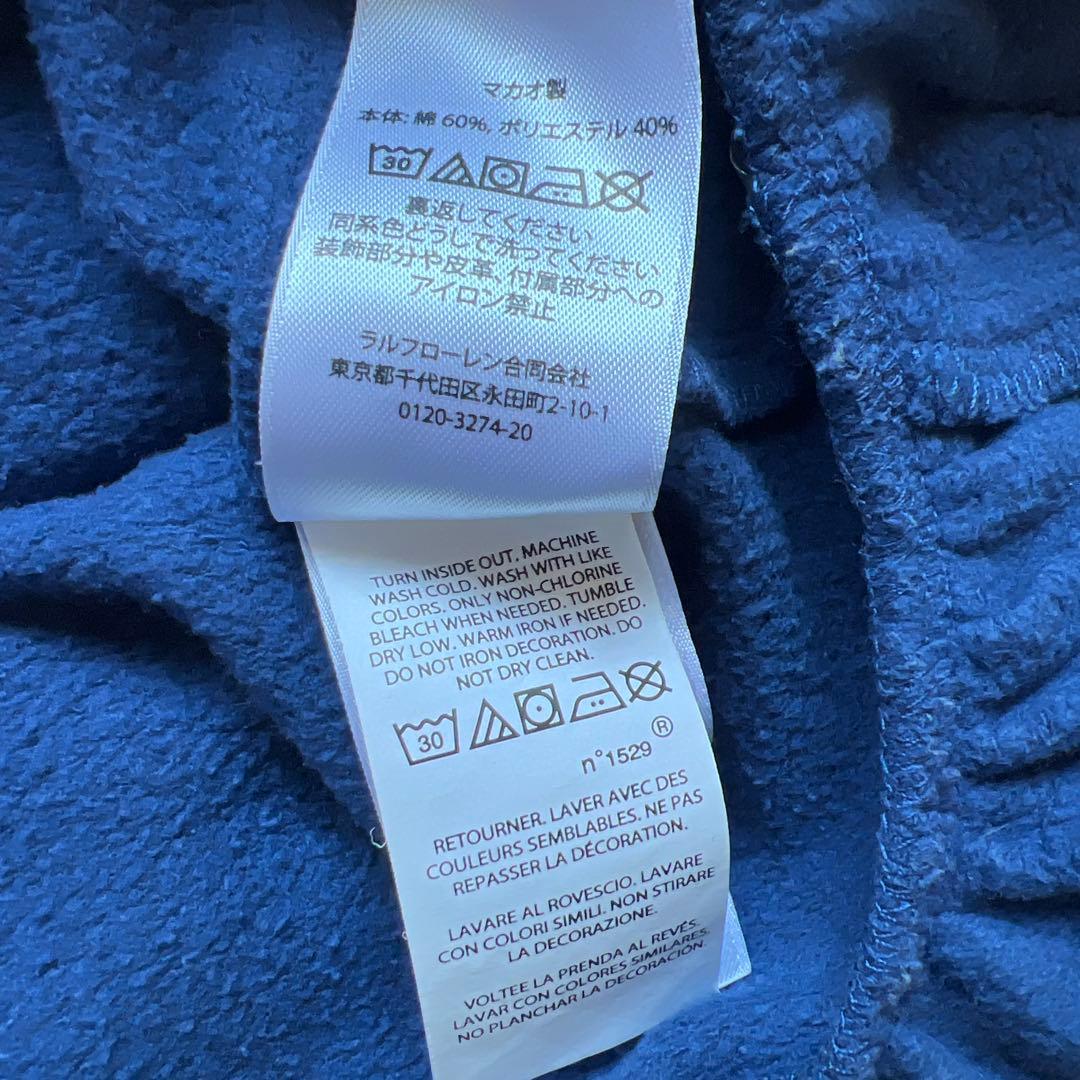 マカオ製
本体: 綿 60%, ポリエステル 40%
30
裏返してください
同系色どうしで洗ってください
装飾部分や皮革, 付属部分への
アイロン禁止
ラルフローレン合同会社
東京都千代田区永田町2-10-1
0120-3274-20
TURN INSIDE OUT. MACHINE
WASH COLD. WASH WITH LIKE
COLORS. ONLY NON-CHLORINE
BLEACH WHEN NEEDED. TUMBLE
DRY LOW. WARM IRON IF NEEDED.
DO NOT IRON DECORATION. DO
NOT DRY CLEAN.
30
n°1529 ®
RETOURNER. LAVER AVEC DES
COULEURS SEMBLABLES. NE PAS
REPASSER LA DÉCORATION.
LAVARE AL ROVESCIO. LAVARE
CON COLORI SIMILI. NON STIRARE
LA DECORAZIONE.
VOLTEE LA PRENDA AL REVÉS.
LAVAR CON COLORES SIMILARES.
NO PLANCHAR LA DECORACIÓN.